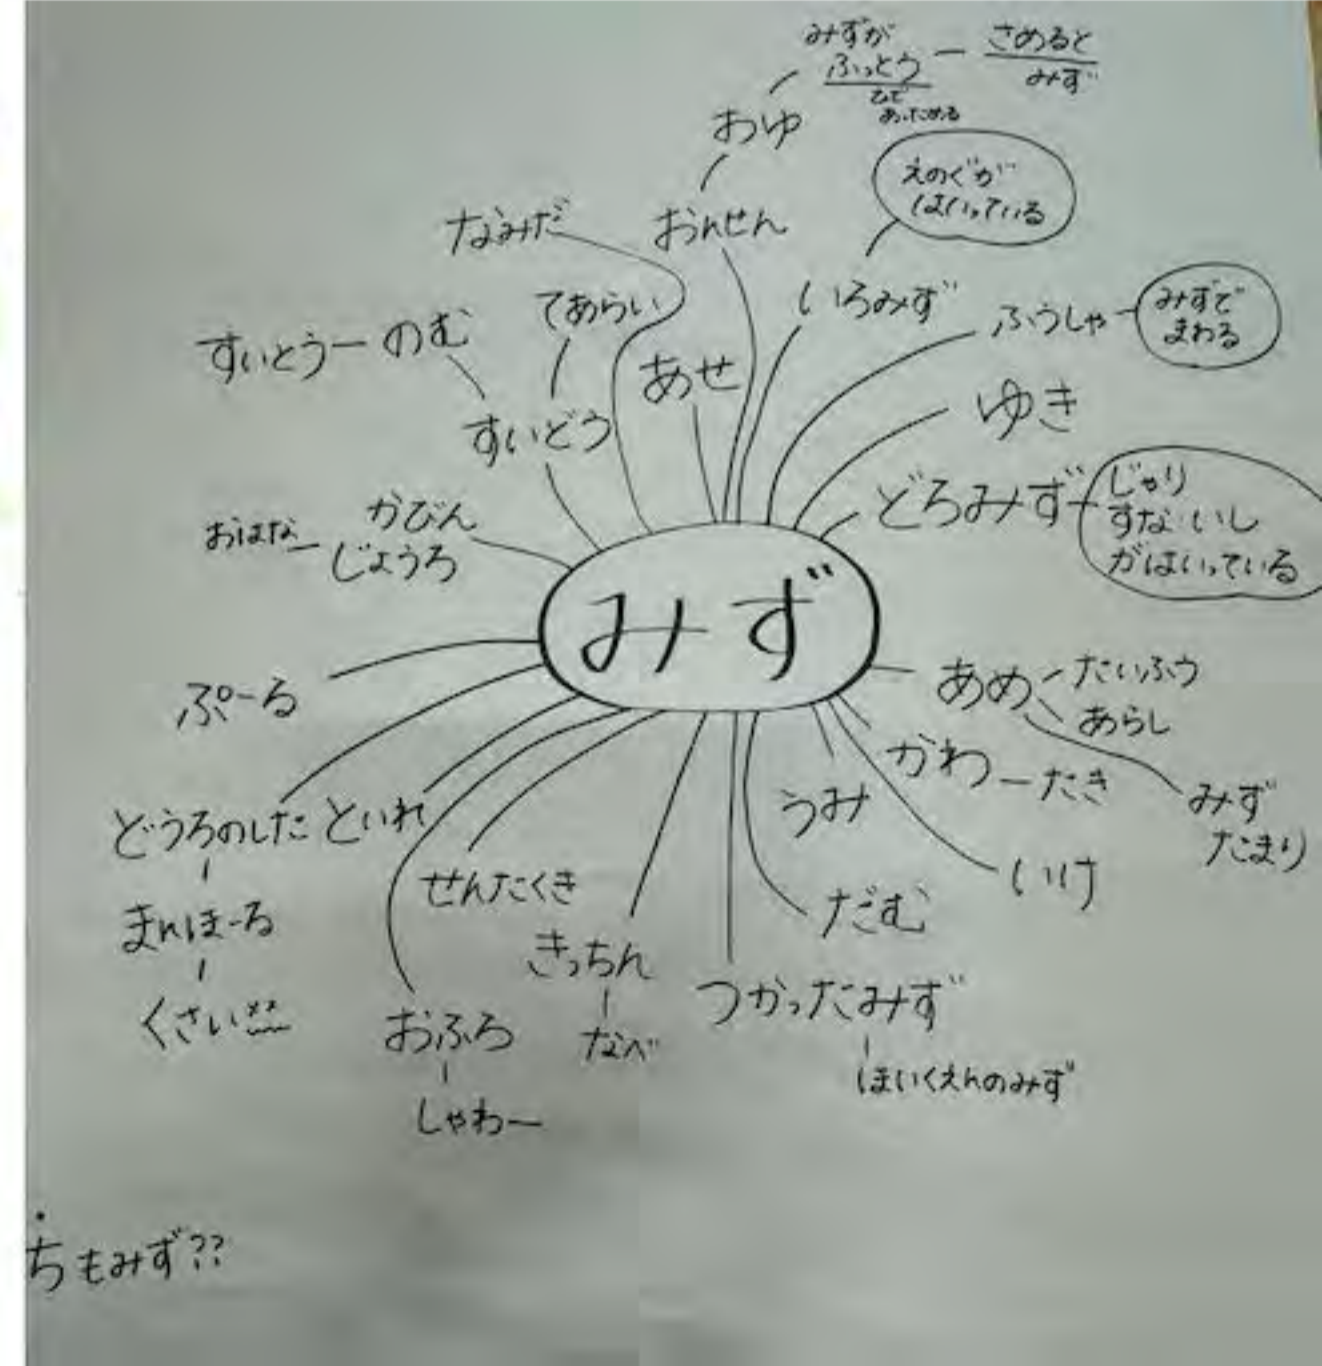 みずが
ふっとう
ひで
あっためる
さめると
みず
おゆ
えのぐが
はいっている
なみだ
おんせん
てあらい
いろみず
ふうしゃ
みずで
まわる
すいとう
のむ
あせ
ゆき
すいどう
どろみず
じゃり
すな いし
がはいっている
かびん
おはな
じょうろ
みず
ぷーる
あめ
たいふう
あらし
みず
たまり
かわ
たき
うみ
いけ
どうろのした
といれ
せんたくき
まんほーる
きっちん
だむ
くさい
おふろ
なべ
つかったみず
しゃわー
ほいくえんのみず
ちもみず??